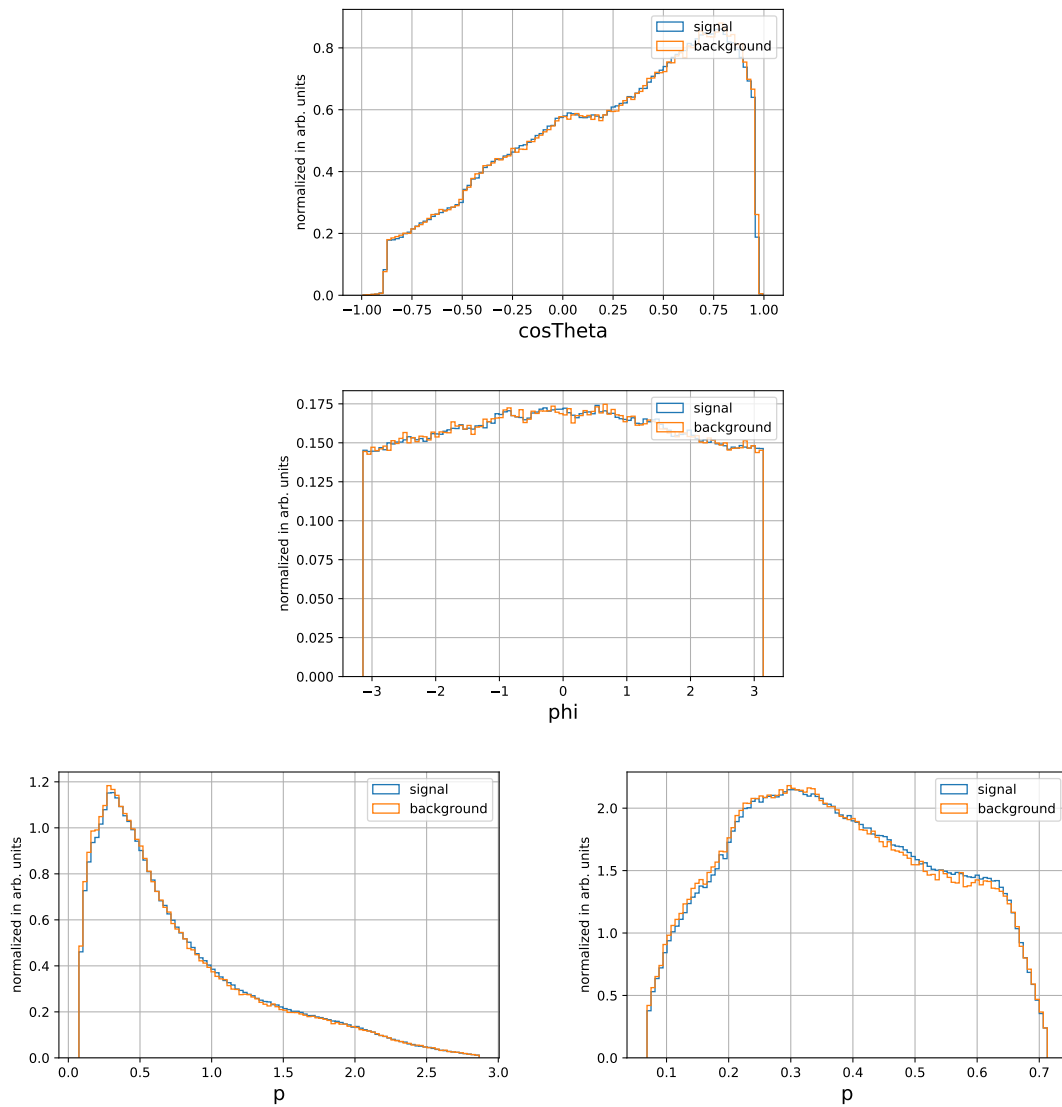 signal
background
normalized in arb. units
0.8
0.6
0.4
0.2
0.0
−1.00 −0.75 −0.50 −0.25 0.00 0.25 0.50 0.75 1.00
cosTheta
signal
background
normalized in arb. units
0.175
0.150
0.125
0.100
0.075
0.050
0.025
0.000
−3 −2 −1 0 1 2 3
phi
signal
background
normalized in arb. units
1.2
1.0
0.8
0.6
0.4
0.2
0.0
0.0 0.5 1.0 1.5 2.0 2.5 3.0
p
signal
background
normalized in arb. units
2.0
1.5
1.0
0.5
0.0
0.1 0.2 0.3 0.4 0.5 0.6 0.7
p